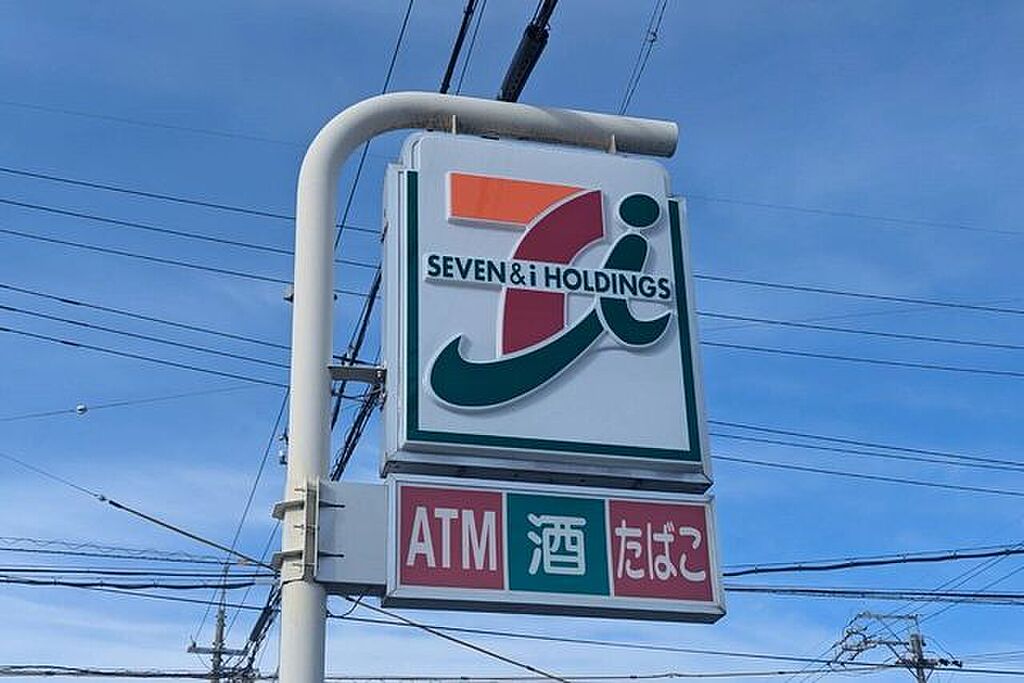 SEVEN&i HOLDINGS
ATM 酒 たばこ